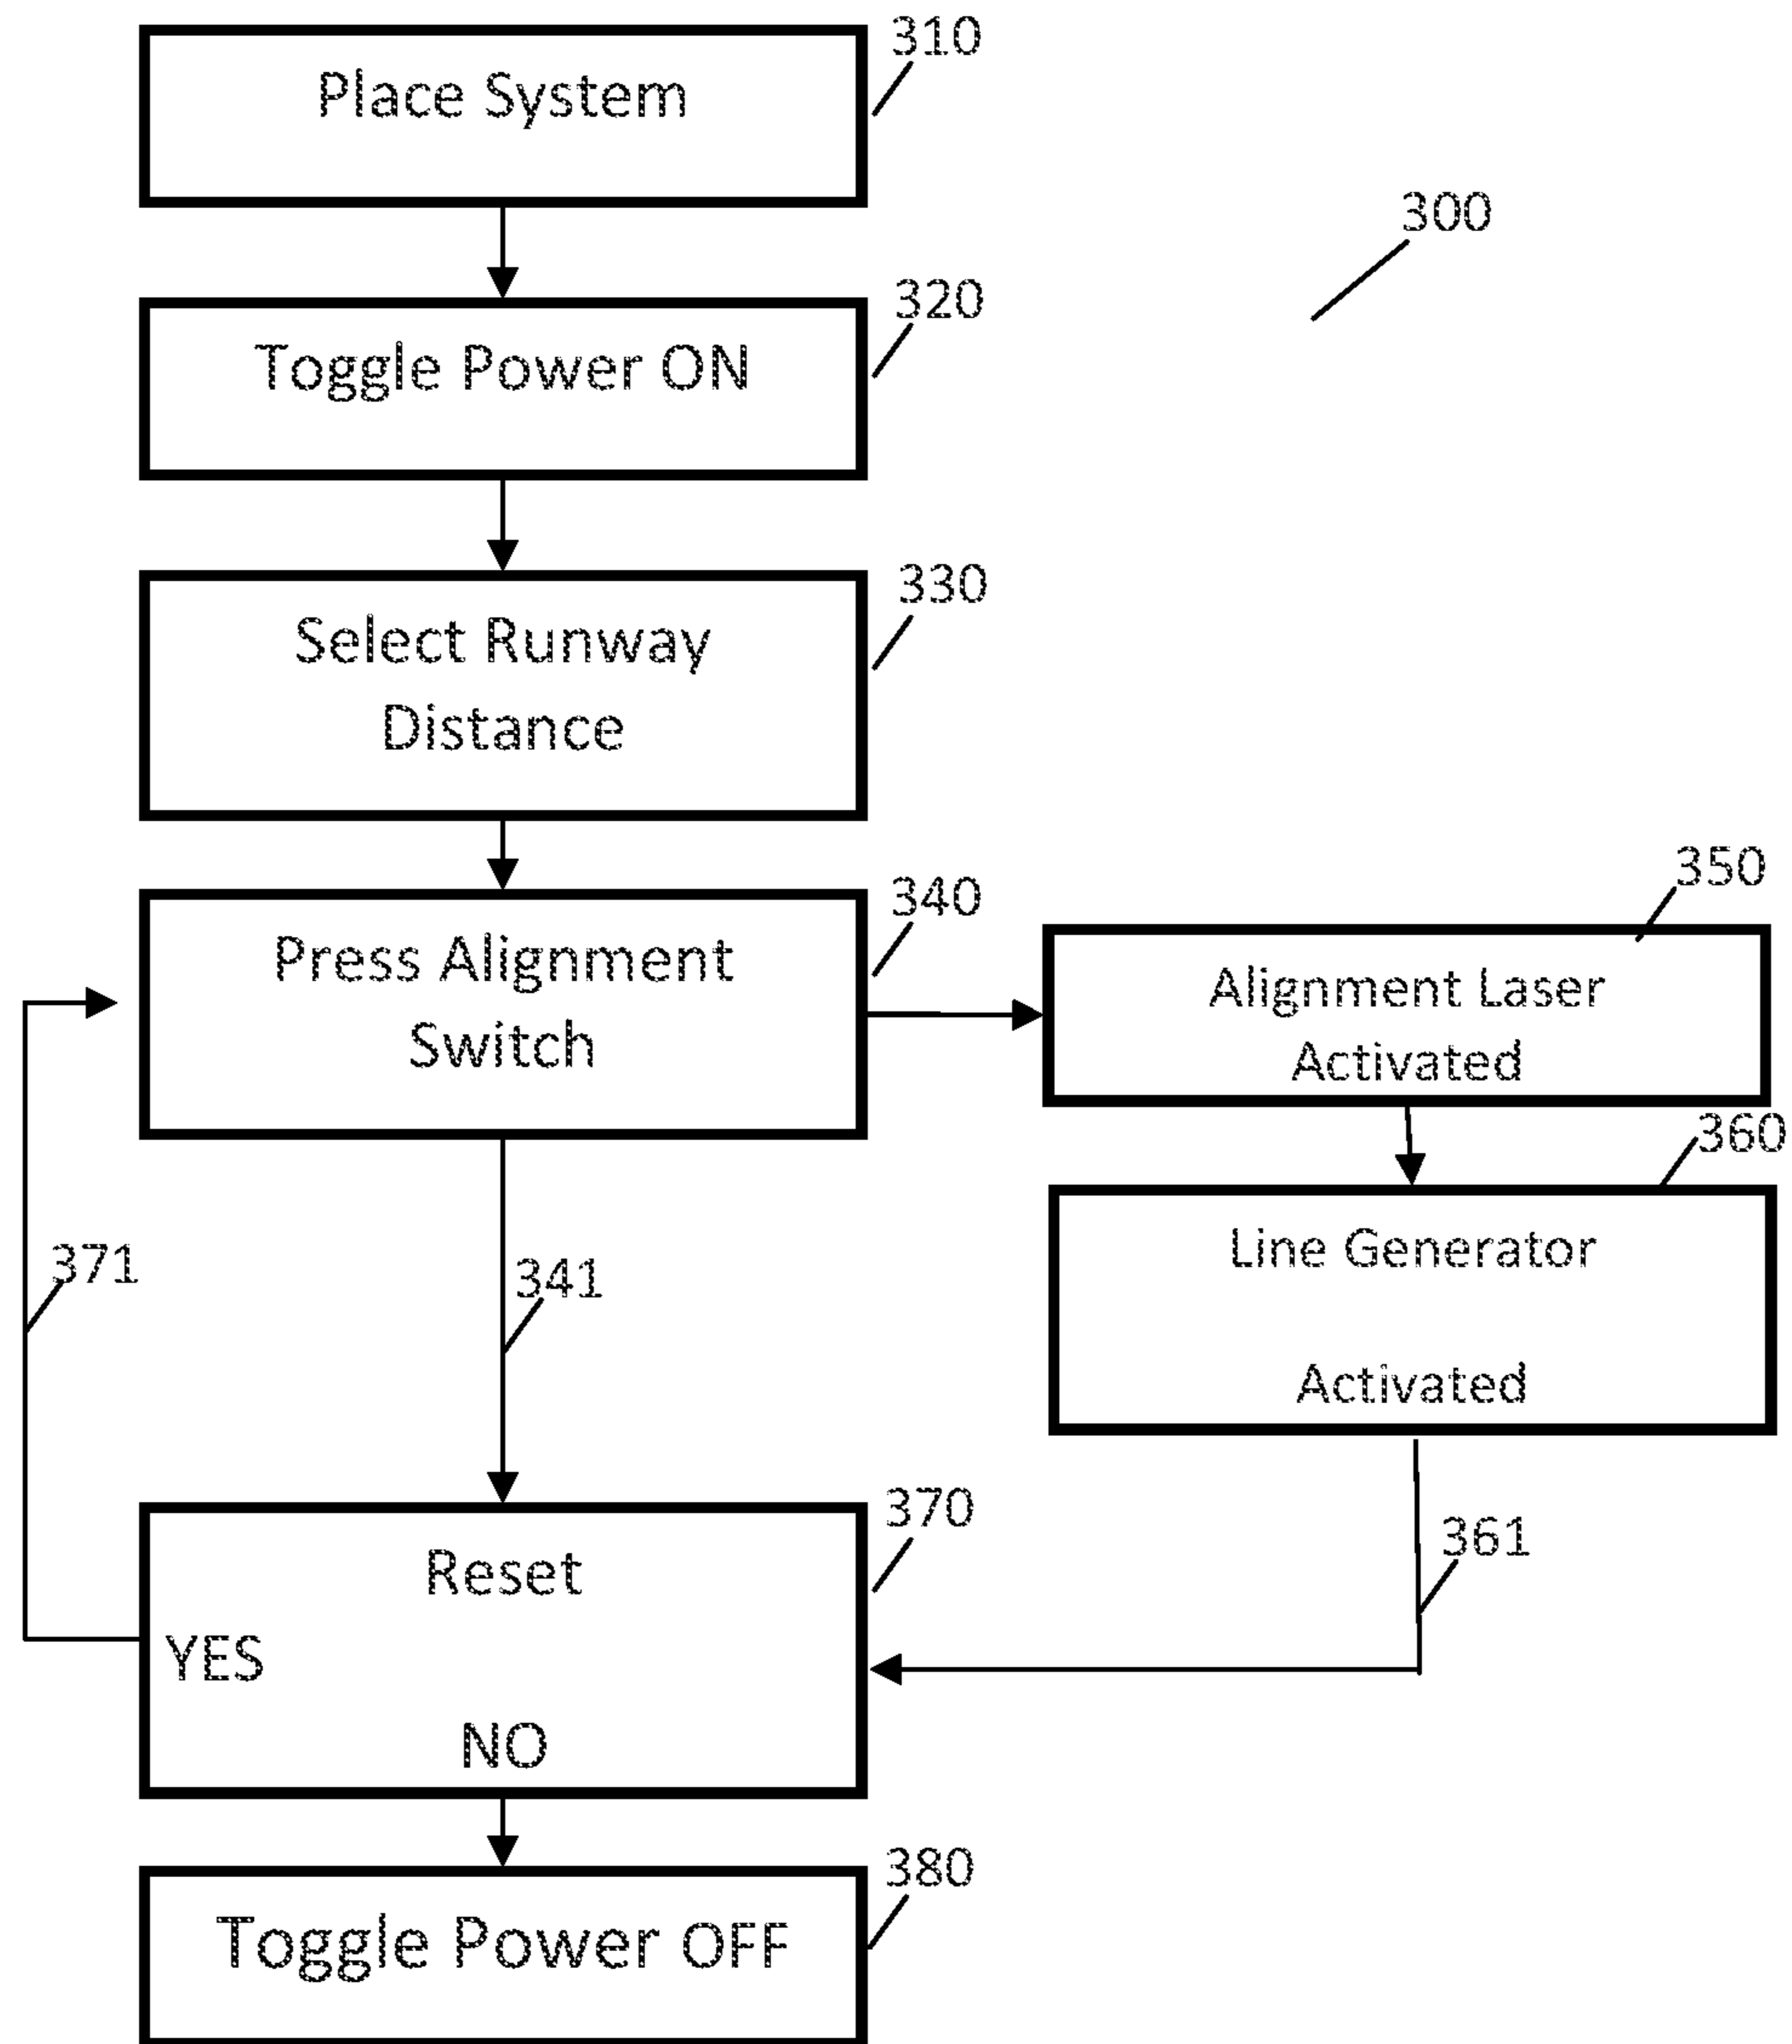 Place System
310
300
Toggle Power ON
320
Select Runway
Distance
330
Press Alignment
Switch
340
Alignment Laser
Activated
350
Line Generator
Activated
360
371
341
361
Reset
YES
NO
370
Toggle Power OFF
380